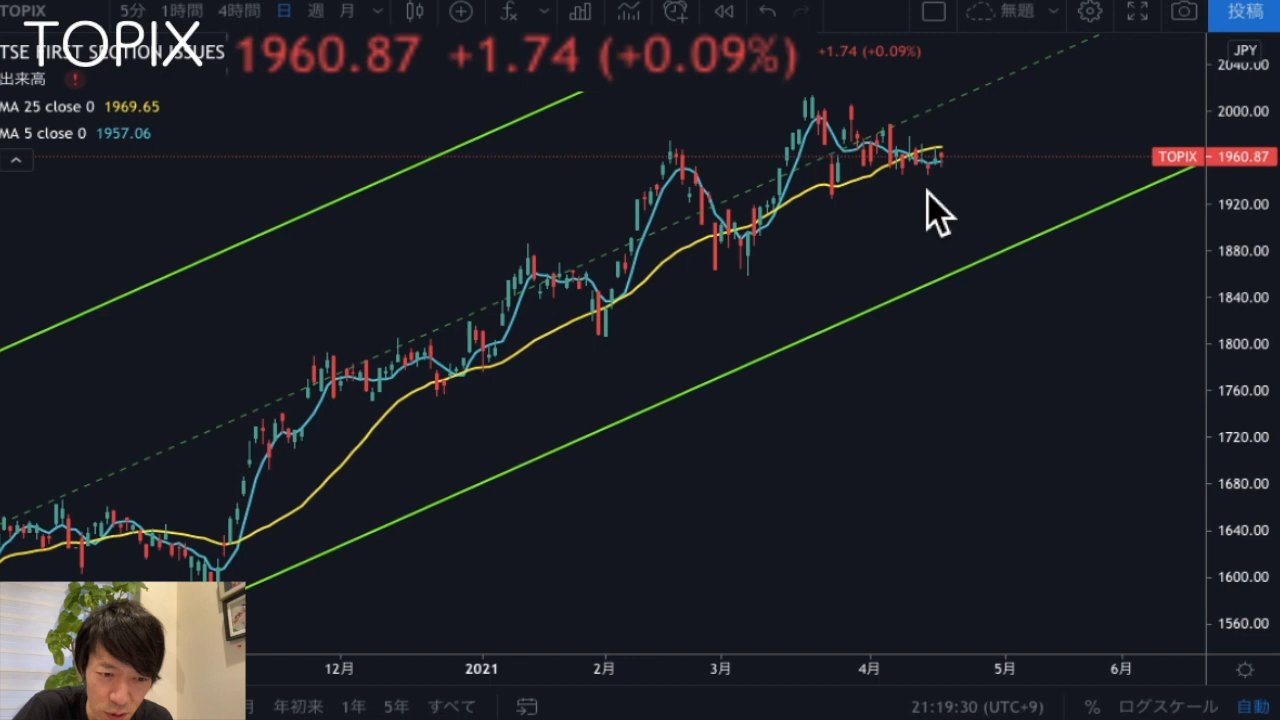 TOPIX 5分 1時間 4時間 日 週 月 無題 投稿
TOPIX
TSE FIRST SECTION ISSUES 1960.87 +1.74 (+0.09%) +1.74 (+0.09%)
出来高
MA 25 close 0 1969.65
MA 5 close 0 1957.06
JPY
2040.00
2000.00
TOPIX 1960.87
1920.00
1880.00
1840.00
1800.00
1760.00
1720.00
1680.00
1640.00
1600.00
1560.00
12月 2021 2月 3月 4月 5月 6月
月 年初来 1年 5年 すべて 21:19:30 (UTC+9) % ログスケール 自動